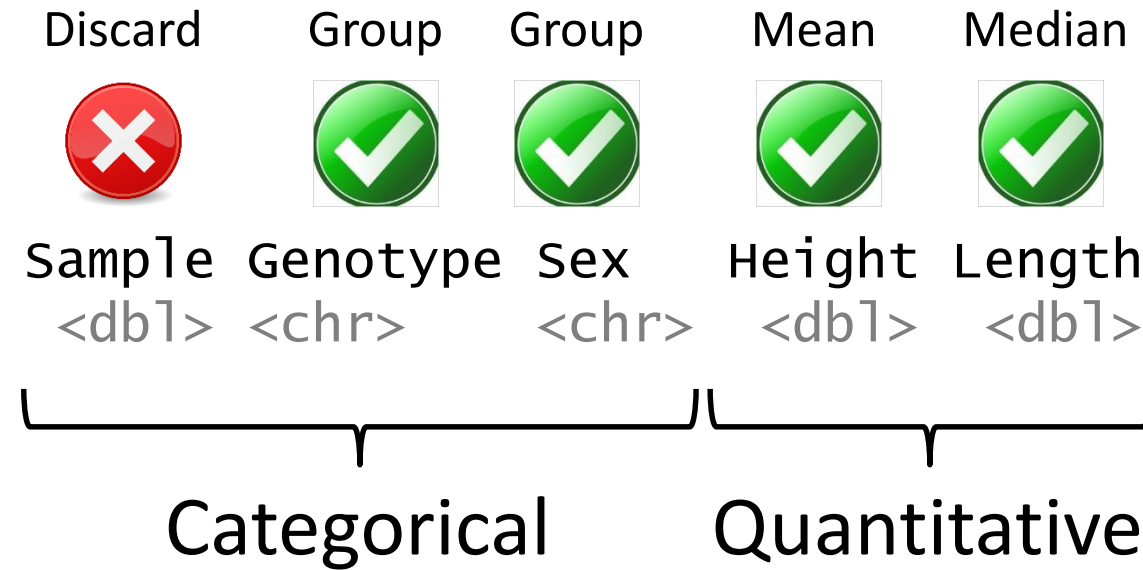 Discard Group Group Mean Median
Sample Genotype Sex Height Length
<dbl> <chr> <chr> <dbl> <dbl>
Categorical Quantitative